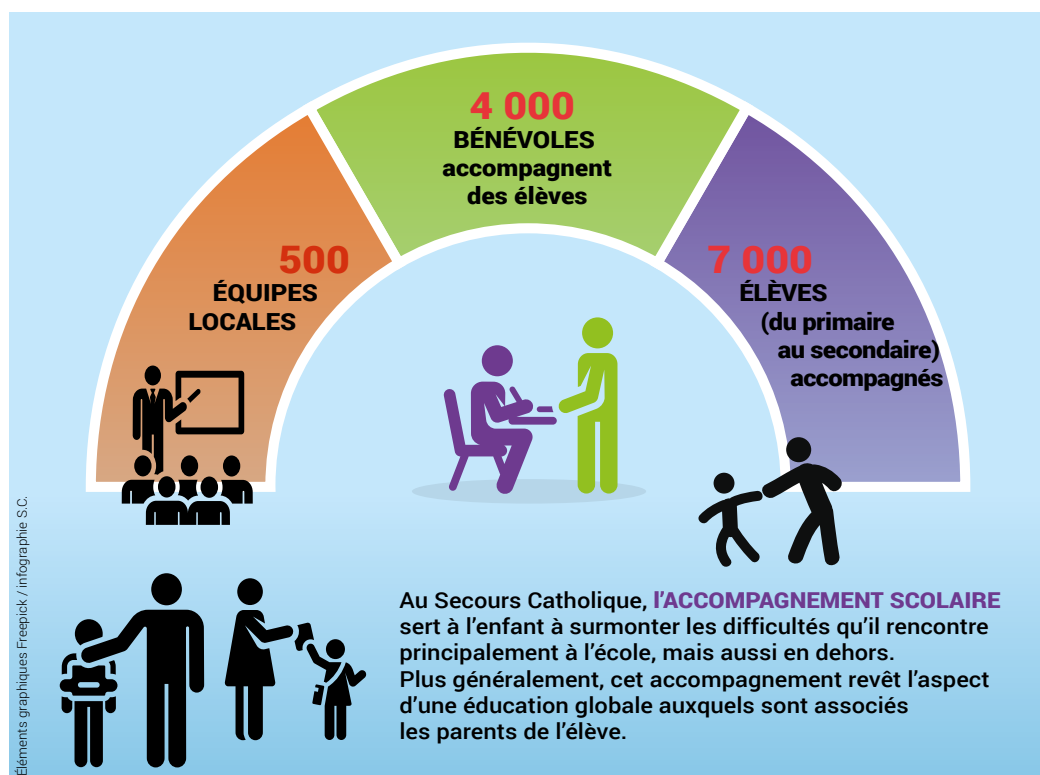 4 000
BÉNÉVOLES
accompagnent
des élèves
500
ÉQUIPES
LOCALES
7 000
ÉLÈVES
(du primaire
au secondaire)
accompagnés
Au Secours Catholique, l’ACCOMPAGNEMENT SCOLAIRE
sert à l’enfant à surmonter les difficultés qu’il rencontre
principalement à l’école, mais aussi en dehors.
Plus généralement, cet accompagnement revêt l’aspect
d’une éducation globale auxquels sont associés
les parents de l’élève.
Éléments graphiques Freepick / infographie S.C.